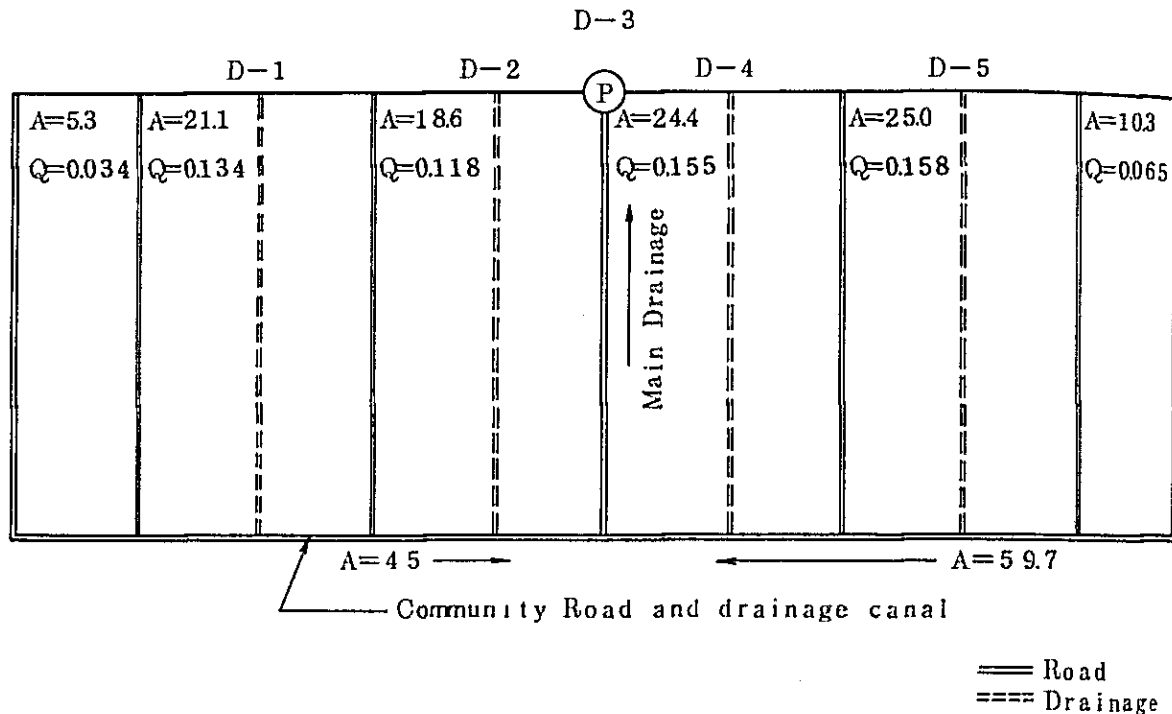 D-3
D-1
D-2
P
D-4
D-5
A=5.3
Q=0.034
A=21.1
Q=0.134
A=18.6
Q=0.118
A=24.4
Q=0.155
A=25.0
Q=0.158
A=10.3
Q=0.065
Main Drainage
A=45
A=59.7
Community Road and drainage canal
Road
Drainage